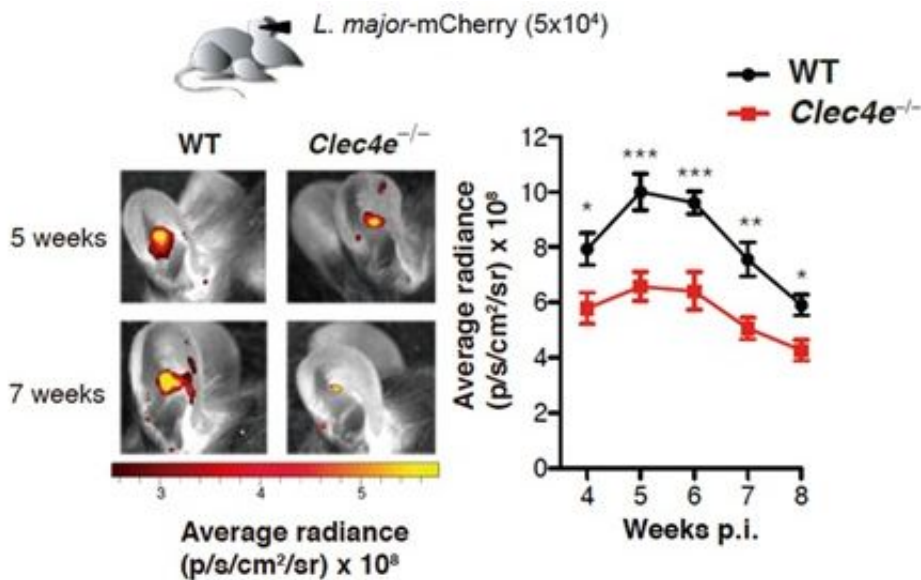 L. major-mCherry (5x10⁴)
WT
Clec4e⁻/⁻
WT
Clec4e⁻/⁻
5 weeks
7 weeks
3 4 5
Average radiance
(p/s/cm²/sr) x 10⁸
Average radiance
(p/s/cm²/sr) x 10⁸
12
10
8
6
4
2
0
*
***
***
**
*
4 5 6 7 8
Weeks p.i.